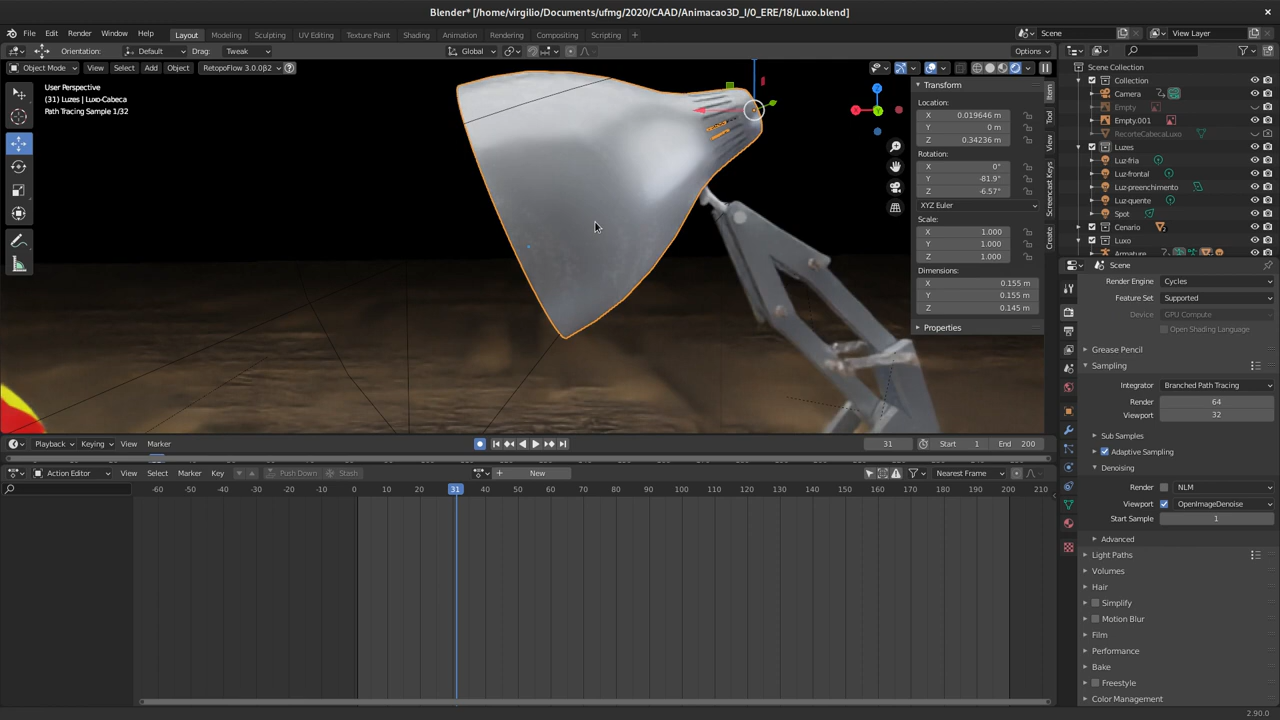 Blender* [/home/virgilio/Documents/ufmg/2020/CAAD/Animacao3D_I/0_ERE/18/Luxo.blend]
File Edit Render Window Help Layout Modeling Sculpting UV Editing Texture Paint Shading Animation Rendering Compositing Scripting + Scene View Layer
Orientation: Default Drag: Tweak Global Options
Object Mode View Select Add Object RetopoFlow 3.0.0β2
User Perspective
(31) Luzes | Luxo-Cabeca
Path Tracing Sample 1/32
Z
X
Y
Transform
Location:
X 0.019646 m
Y 0 m
Z 0.34236 m
Rotation:
X 0°
Y -81.9°
Z -6.57°
XYZ Euler
Scale:
X 1.000
Y 1.000
Z 1.000
Dimensions:
X 0.155 m
Y 0.155 m
Z 0.145 m
Properties
Item
Tool
View
Screencast Keys
Create
Scene Collection
Collection
Camera
Empty
Empty.001
RecorteCabecaLuxo
Luzes
Luz-fria
Luz-frontal
Luz-preenchimento
Luz-quente
Spot
Cenario
Luxo
Armature
Scene
Render Engine Cycles
Feature Set Supported
Device GPU Compute
Open Shading Language
Grease Pencil
Sampling
Integrator Branched Path Tracing
Render 64
Viewport 32
Sub Samples
Adaptive Sampling
Denoising
Render NLM
Viewport OpenImageDenoise
Start Sample 1
Advanced
Light Paths
Volumes
Hair
Simplify
Motion Blur
Film
Performance
Bake
Freestyle
Color Management
Playback Keying View Marker 31 Start 1 End 200
Action Editor View Select Marker Key Push Down Stash New Nearest Frame
-60 -50 -40 -30 -20 -10 0 10 20 31 40 50 60 70 80 90 100 110 120 130 140 150 160 170 180 190 200 210
2.90.0